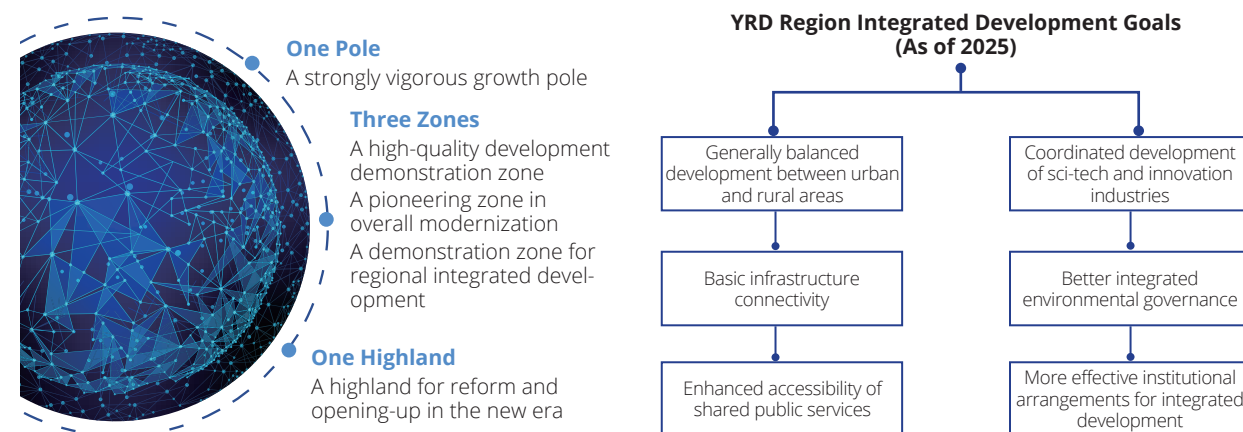 One Pole
A strongly vigorous growth pole
Three Zones
A high-quality development
demonstration zone
A pioneering zone in
overall modernization
A demonstration zone for
regional integrated devel-
opment
One Highland
A highland for reform and
opening-up in the new era
YRD Region Integrated Development Goals
(As of 2025)
Generally balanced
development between urban
and rural areas
Basic infrastructure
connectivity
Enhanced accessibility of
shared public services
Coordinated development
of sci-tech and innovation
industries
Better integrated
environmental governance
More effective institutional
arrangements for integrated
development